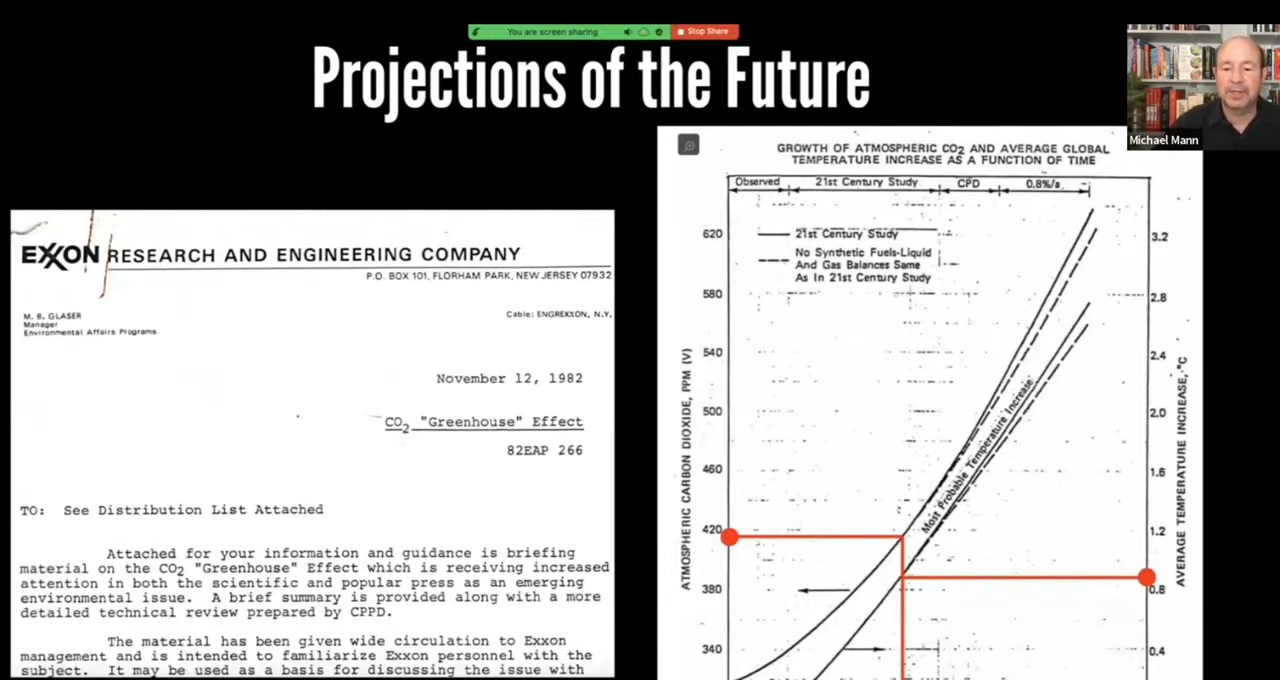 You are screen sharing
Stop Share
Projections of the Future
Michael Mann
EXXON RESEARCH AND ENGINEERING COMPANY
P.O. BOX 101, FLORHAM PARK, NEW JERSEY 07932
M. B. GLASER
Manager
Environmental Affairs Programs
Cable: ENGREXXON, N.Y.
November 12, 1982
CO2 "Greenhouse" Effect
82EAP 266
TO: See Distribution List Attached
Attached for your information and guidance is briefing
material on the CO2 "Greenhouse" Effect which is receiving increased
attention in both the scientific and popular press as an emerging
environmental issue. A brief summary is provided along with a more
detailed technical review prepared by CPPD.
The material has been given wide circulation to Exxon
management and is intended to familiarize Exxon personnel with the
subject. It may be used as a basis for discussing the issue with
GROWTH OF ATMOSPHERIC CO2 AND AVERAGE GLOBAL
TEMPERATURE INCREASE AS A FUNCTION OF TIME
Observed 21st Century Study CPD 0.8%/a
21st Century Study
No Synthetic Fuels-Liquid
And Gas Balances Same
As In 21st Century Study
620
580
540
500
460
420
380
340
ATMOSPHERIC CARBON DIOXIDE, PPM (V)
Most Probable Temperature Increase
3.2
2.8
2.4
2.0
1.6
1.2
0.8
0.4
AVERAGE TEMPERATURE INCREASE, °C